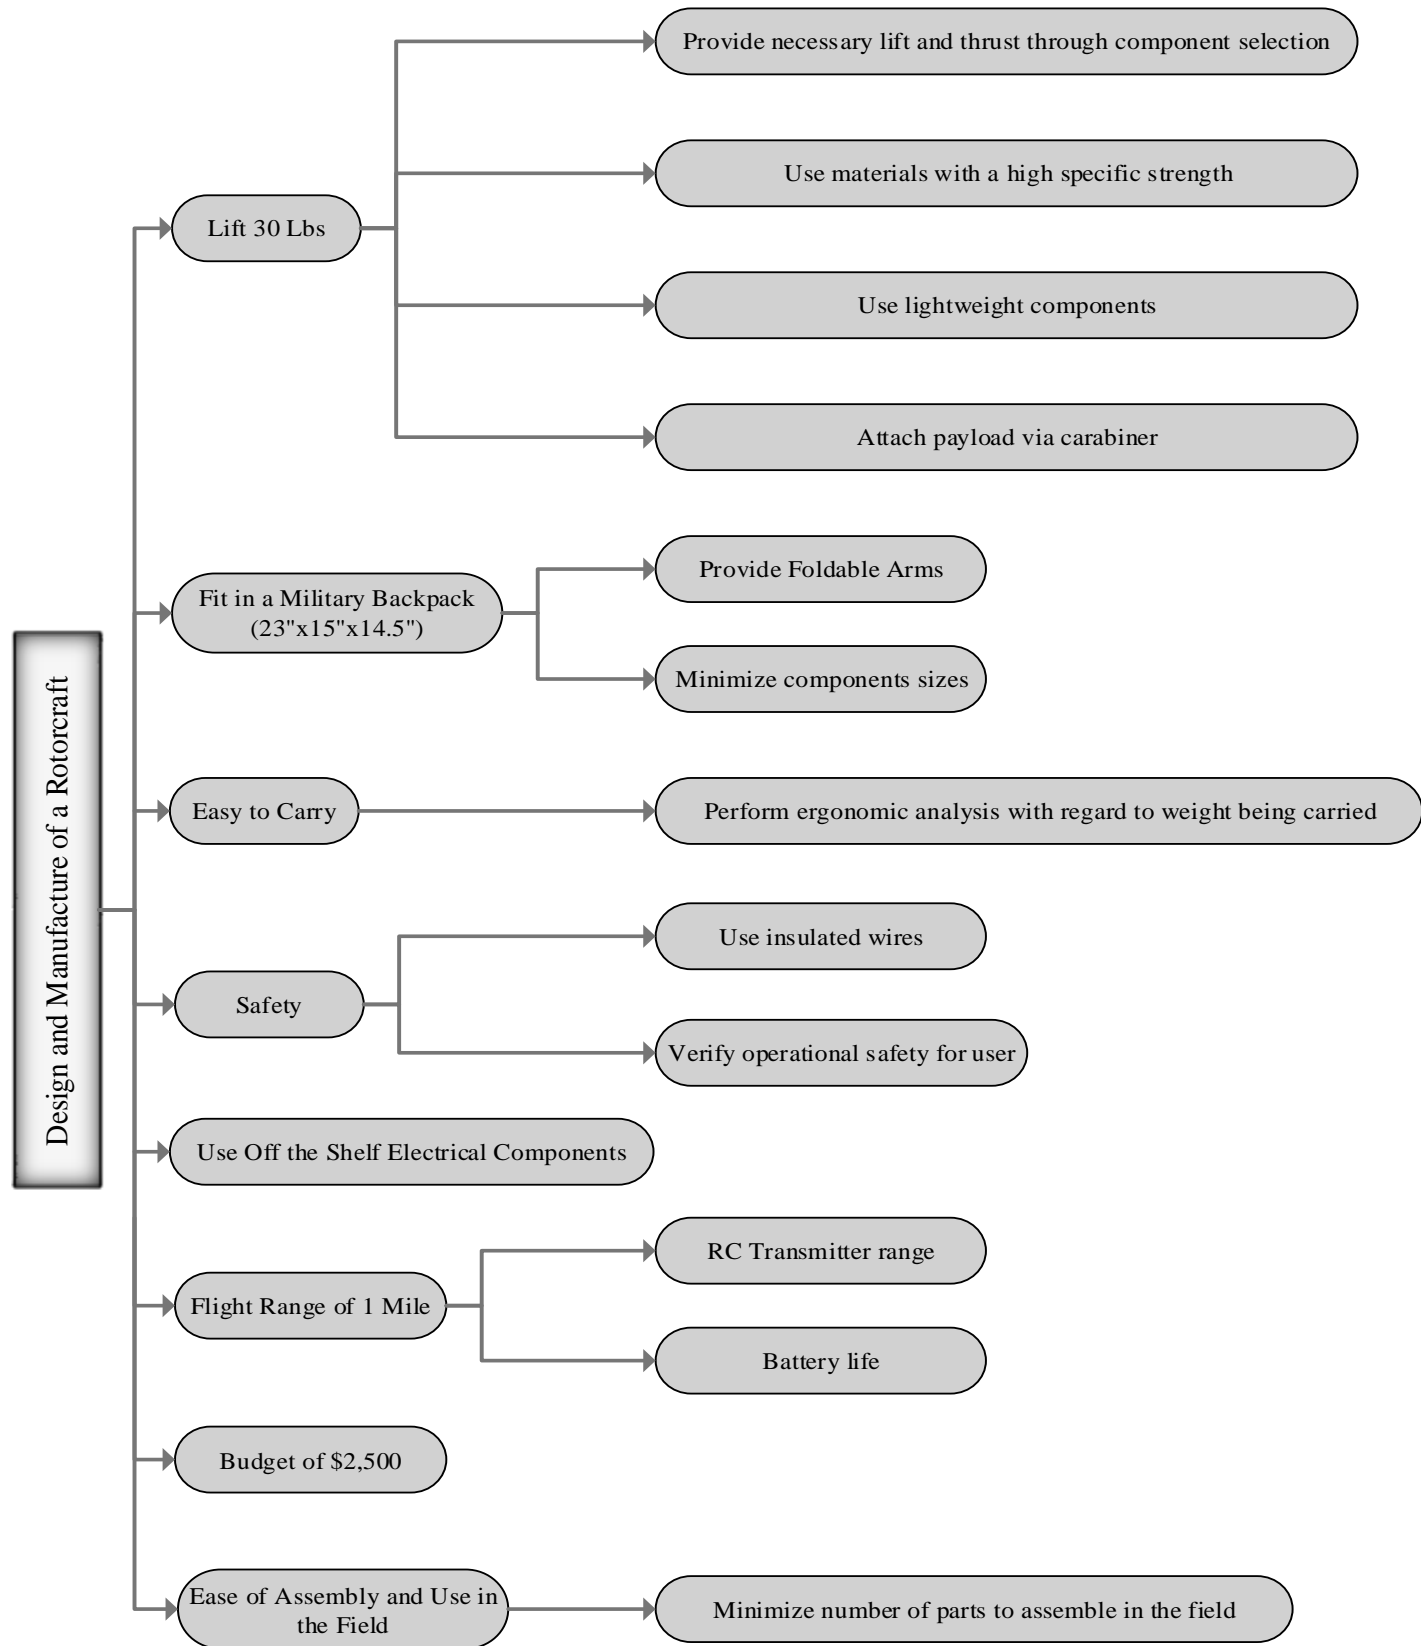 Design and Manufacture of a Rotorcraft
Lift 30 Lbs
Provide necessary lift and thrust through component selection
Use materials with a high specific strength
Use lightweight components
Attach payload via carabiner
Fit in a Military Backpack
(23"x15"x14.5")
Provide Foldable Arms
Minimize components sizes
Easy to Carry
Perform ergonomic analysis with regard to weight being carried
Safety
Use insulated wires
Verify operational safety for user
Use Off the Shelf Electrical Components
Flight Range of 1 Mile
RC Transmitter range
Battery life
Budget of $2,500
Ease of Assembly and Use in
the Field
Minimize number of parts to assemble in the field